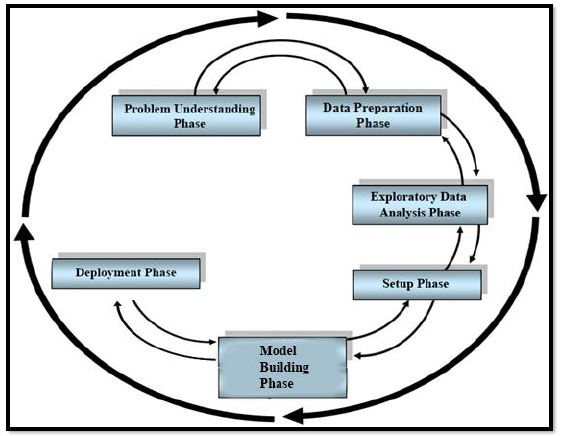 Problem Understanding
Phase
Data Preparation
Phase
Exploratory Data
Analysis Phase
Setup Phase
Model
Building
Phase
Deployment Phase